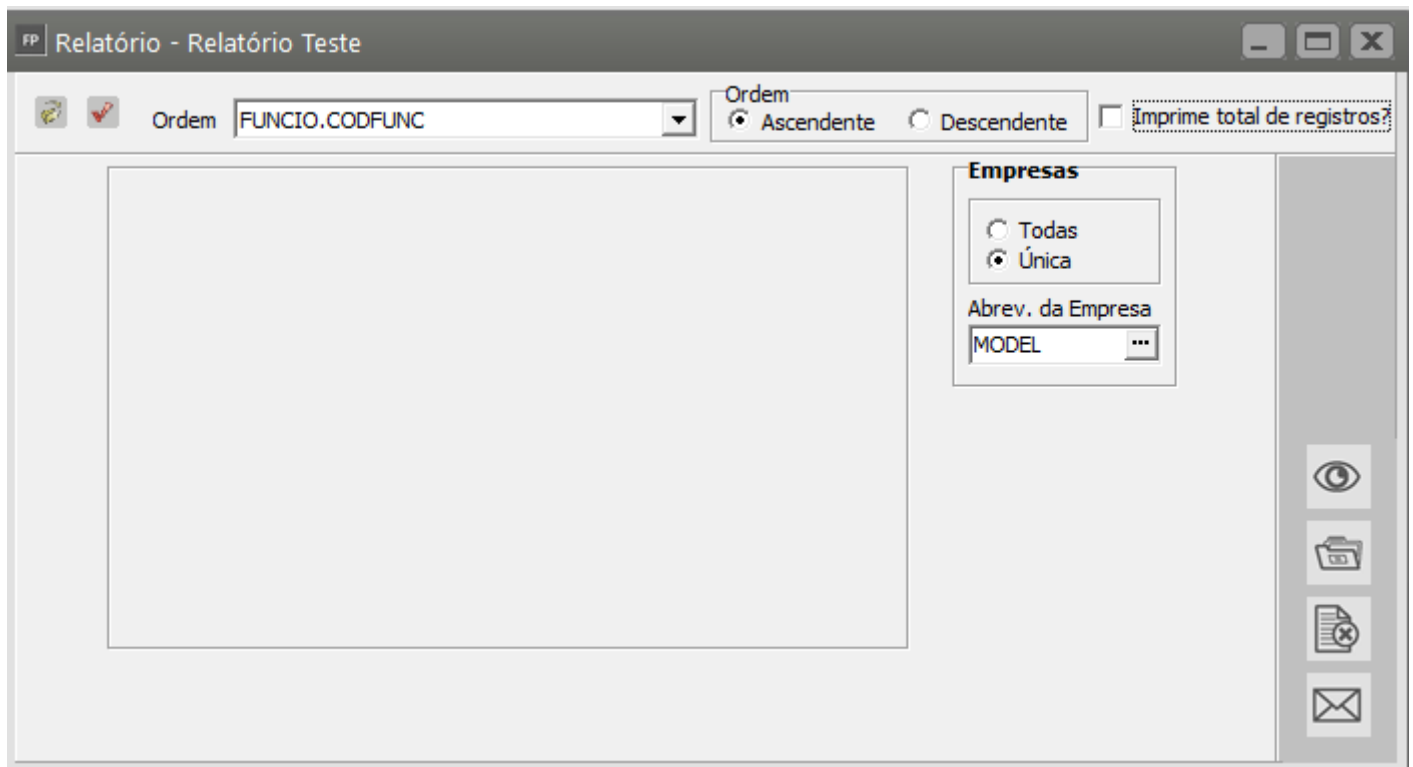 FP Relatório - Relatório Teste
Ordem FUNCIO.CODFUNC
Ordem
Ascendente Descendente
Imprime total de registros?
Empresas
Todas
Única
Abrev. da Empresa
MODEL ...